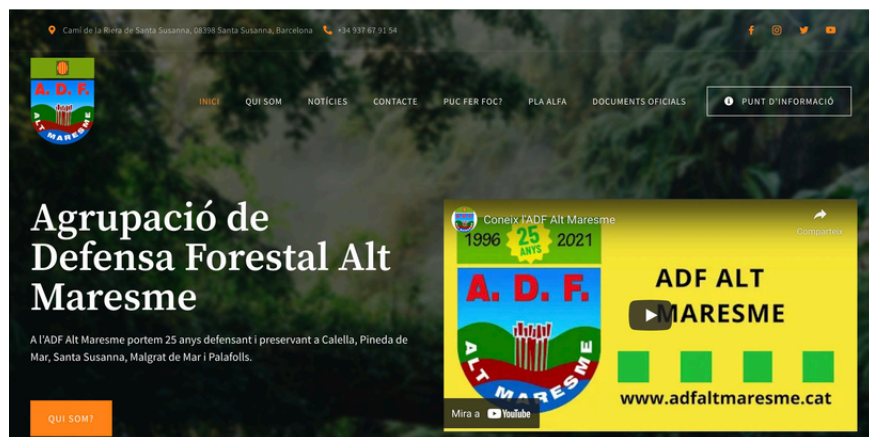 Camí de la Riera de Santa Susanna, 08398 Santa Susanna, Barcelona +34 937 67 91 54
A. D. F.
ALT MARESME
INICI QUI SOM NOTÍCIES CONTACTE PUC FER FOC? PLA ALFA DOCUMENTS OFICIALS PUNT D'INFORMACIÓ
Agrupació de
Defensa Forestal Alt
Maresme
A l'ADF Alt Maresme portem 25 anys defensant i preservant a Calella, Pineda de
Mar, Santa Susanna, Malgrat de Mar i Palafolls.
QUI SOM?
Coneix l'ADF Alt Maresme
Comparteix
1996 25 ANYS 2021
A. D. F.
ALT MARESME
ADF ALT
MARESME
www.adfaltmaresme.cat
Mira a YouTube